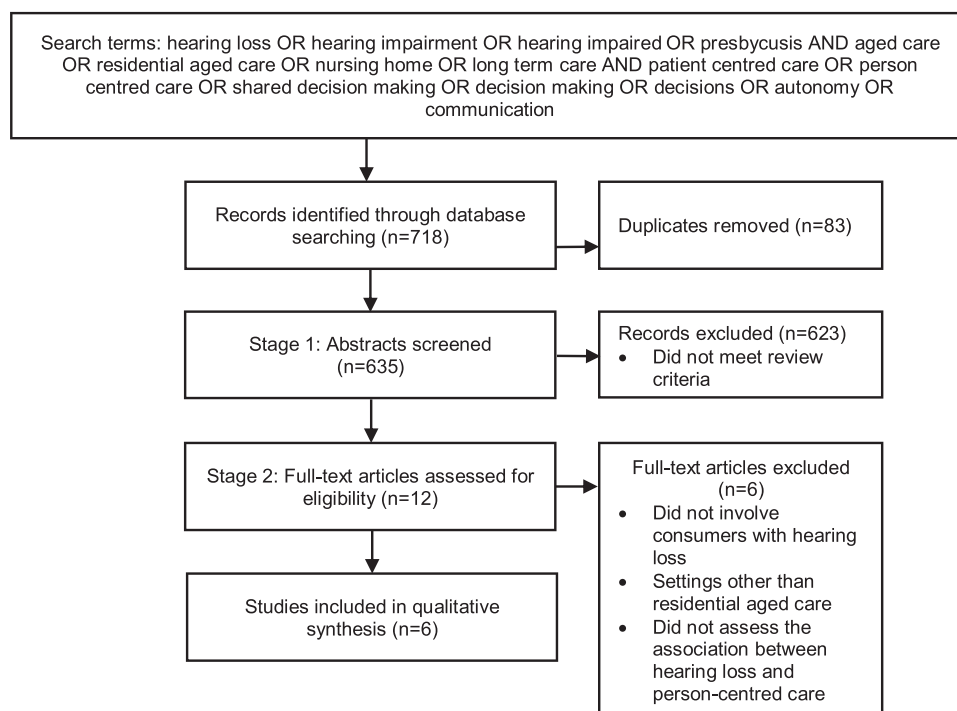 Search terms: hearing loss OR hearing impairment OR hearing impaired OR presbycusis AND aged care
OR residential aged care OR nursing home OR long term care AND patient centred care OR person
centred care OR shared decision making OR decision making OR decisions OR autonomy OR
communication
Records identified through database
searching (n=718)
Duplicates removed (n=83)
Stage 1: Abstracts screened
(n=635)
Records excluded (n=623)
• Did not meet review
criteria
Stage 2: Full-text articles assessed for
eligibility (n=12)
Full-text articles excluded
(n=6)
• Did not involve
consumers with hearing
loss
• Settings other than
residential aged care
• Did not assess the
association between
hearing loss and
person-centred care
Studies included in qualitative
synthesis (n=6)